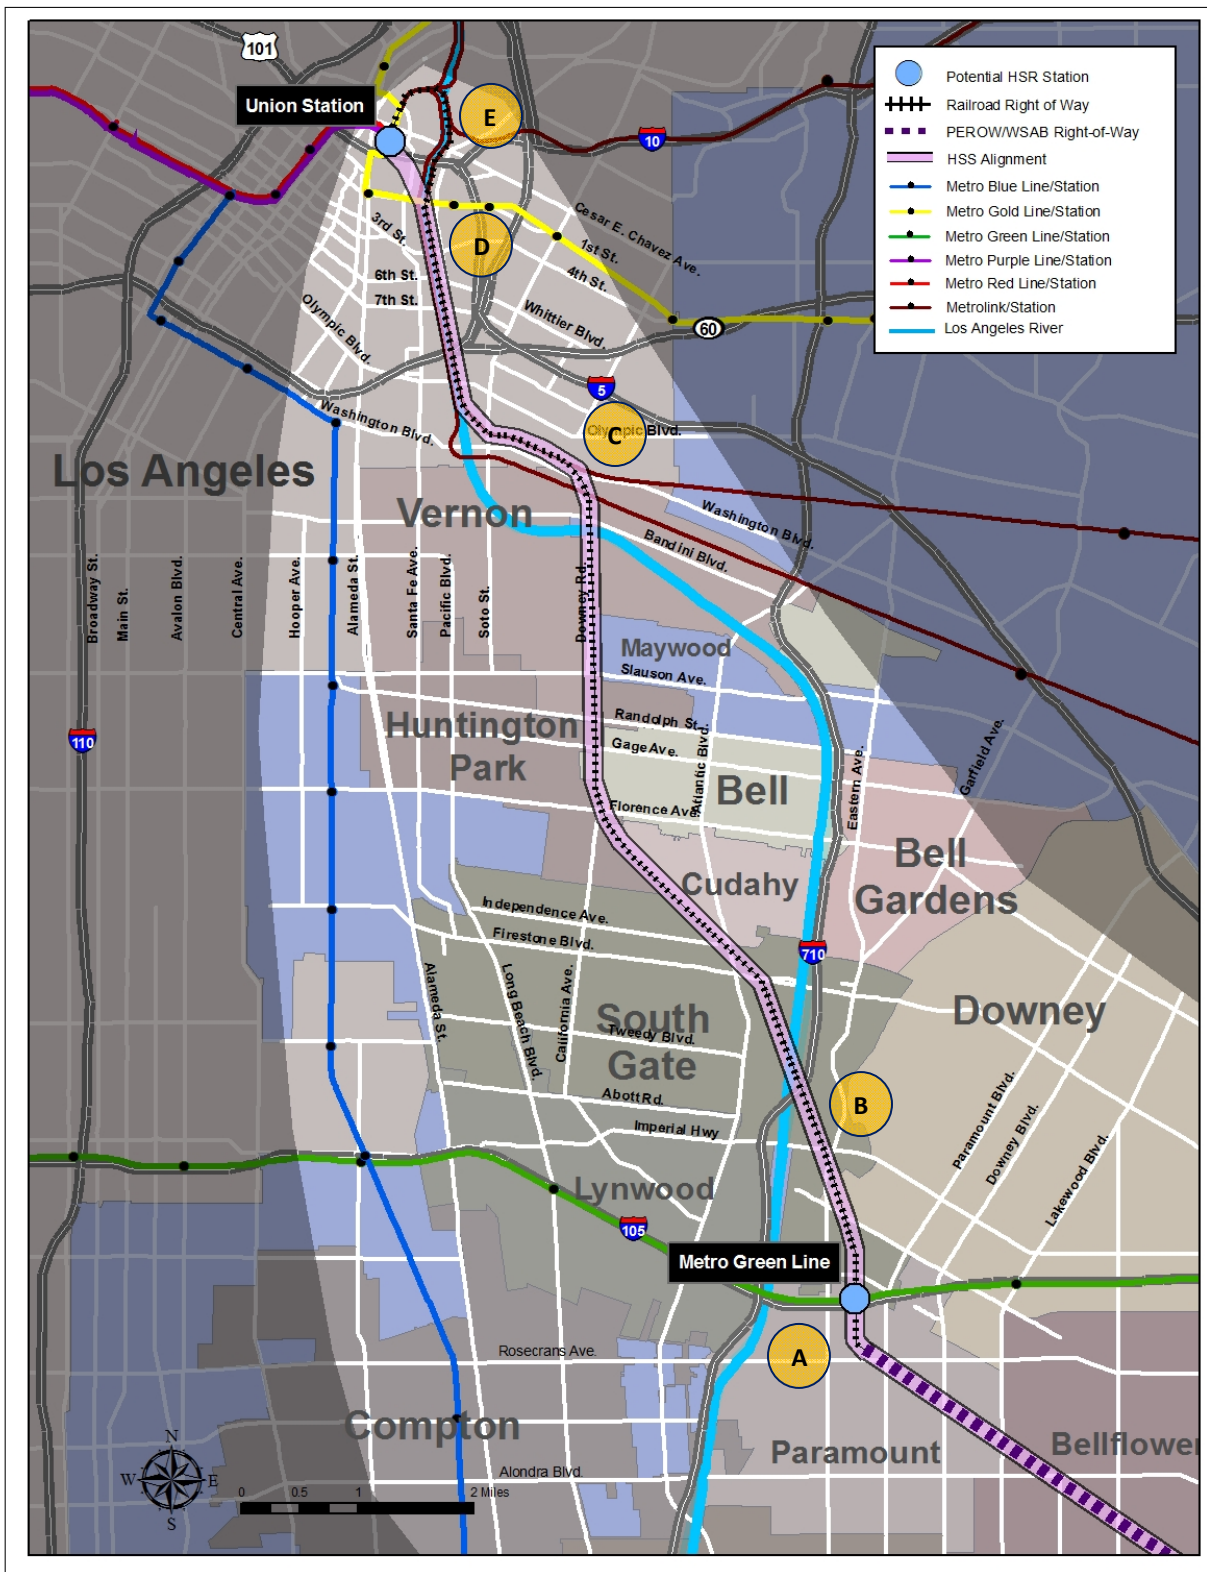 101
Union Station
E
10
Potential HSR Station
Railroad Right of Way
PEROW/WSAB Right-of-Way
HSS Alignment
Metro Blue Line/Station
Metro Gold Line/Station
Metro Green Line/Station
Metro Purple Line/Station
Metro Red Line/Station
Metrolink/Station
Los Angeles River
3rd St.
D
Cesar E. Chavez Ave.
1st St.
4th St.
6th St.
7th St.
Olympic Blvd.
Whittier Blvd.
60
5
Washington Blvd.
C
Olympic Blvd.
Los Angeles
Vernon
Washington Blvd.
Bandini Blvd.
Broadway St.
Main St.
Avalon Blvd.
Central Ave.
Hooper Ave.
Alameda St.
Santa Fe Ave.
Pacific Blvd.
Soto St.
Downey Rd.
Maywood
Slauson Ave.
Huntington
Park
Randolph St.
Gage Ave.
Atlantic Blvd.
Bell
Florence Ave.
Eastern Ave.
Garfield Ave.
110
Bell
Gardens
Cudahy
Independence Ave.
Firestone Blvd.
710
Alameda St.
Long Beach Blvd.
California Ave.
South
Gate
Tweedy Blvd.
Downey
Abott Rd.
B
Imperial Hwy
Paramount Blvd.
Downey Blvd.
Lakewood Blvd.
Lynwood
105
Metro Green Line
A
Rosecrans Ave.
Compton
Paramount
Bellflower
Alondra Blvd.
N
W
E
S
0 0.5 1 2 Miles